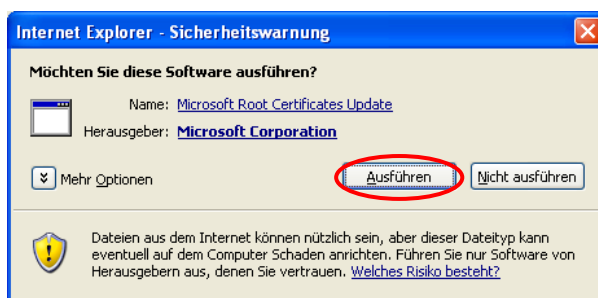 Internet Explorer - Sicherheitswarnung
Möchten Sie diese Software ausführen?
Name: Microsoft Root Certificates Update
Herausgeber: Microsoft Corporation
Mehr Optionen
Ausführen
Nicht ausführen
Dateien aus dem Internet können nützlich sein, aber dieser Dateityp kann
eventuell auf dem Computer Schaden anrichten. Führen Sie nur Software von
Herausgebern aus, denen Sie vertrauen. Welches Risiko besteht?